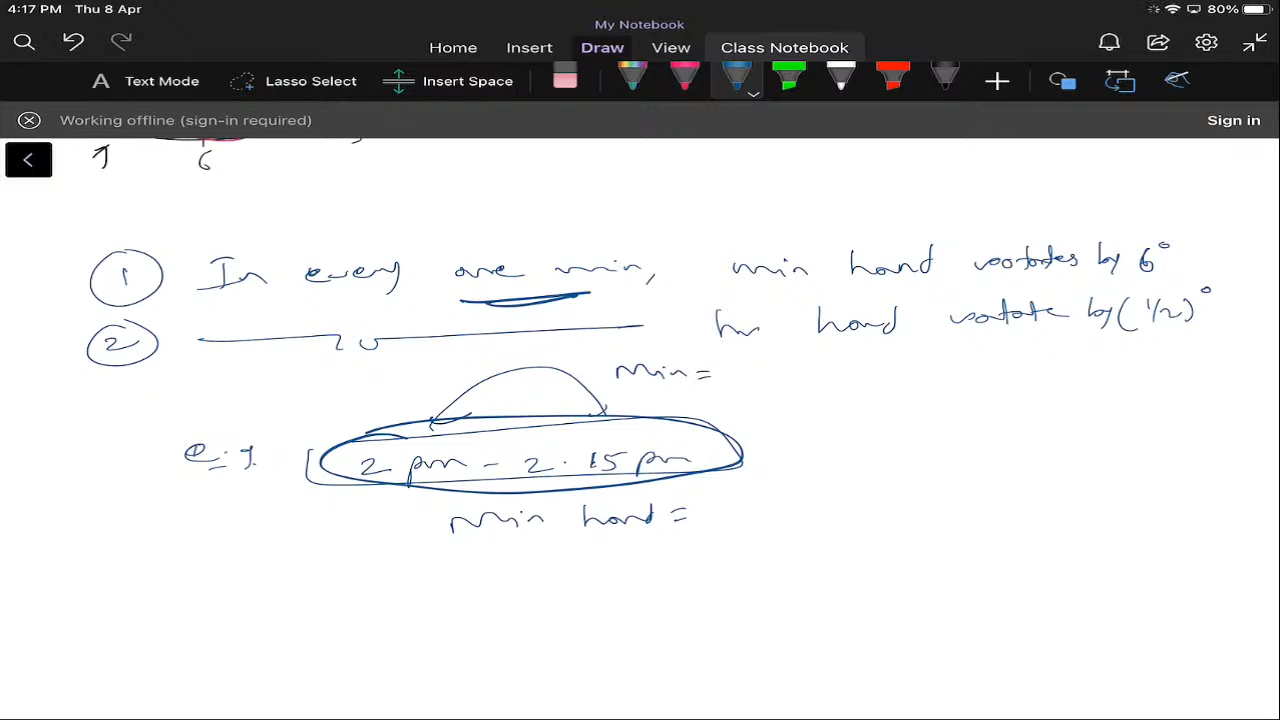 4:17 PM Thu 8 Apr
80%
My Notebook
Home Insert Draw View Class Notebook
Text Mode Lasso Select Insert Space
Working offline (sign-in required) Sign in
6
1 In every one min, min hand rotates by 6°
2 hr hand rotate by (1/2)°
Min =
e.g. 2 pm - 2.15 pm
Min hand =